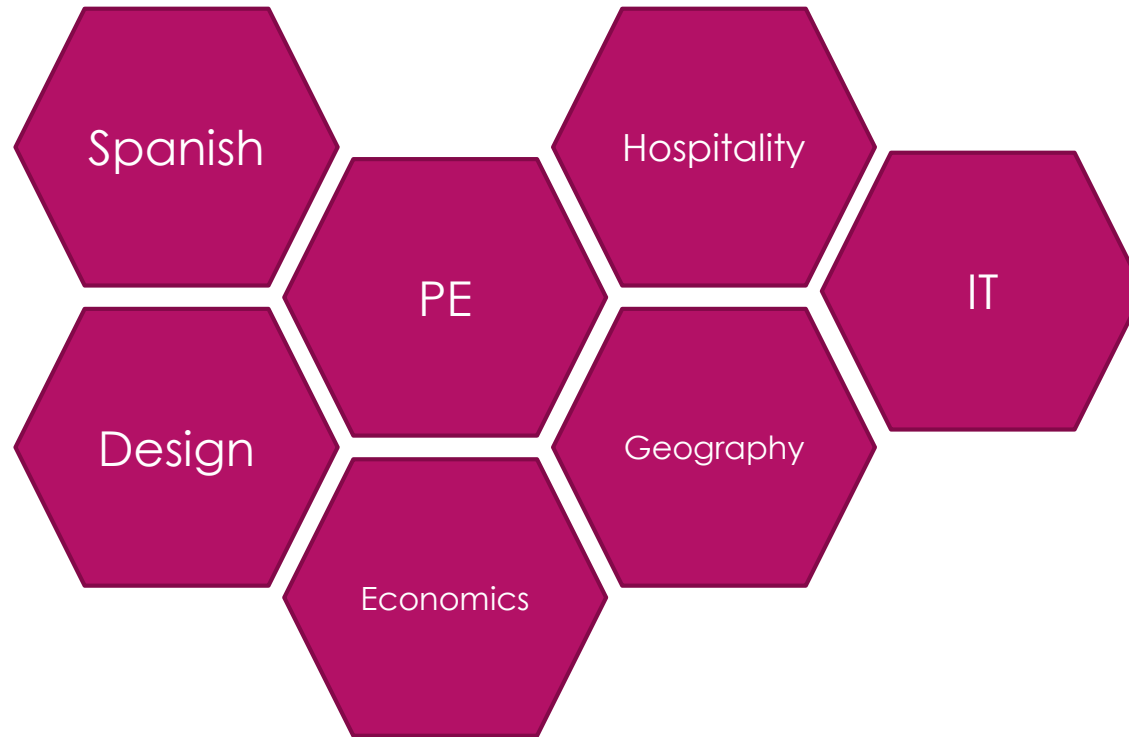 Spanish
Hospitality
PE
IT
Design
Geography
Economics